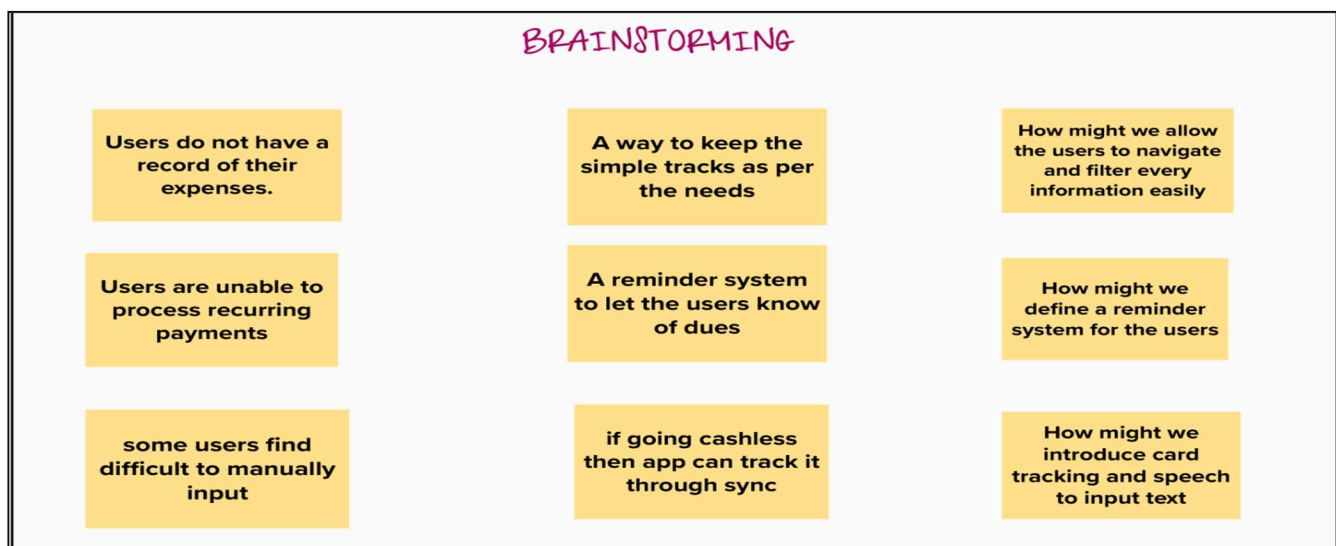 BRAINSTORMING
Users do not have a
record of their
expenses.
A way to keep the
simple tracks as per
the needs
How might we allow
the users to navigate
and filter every
information easily
Users are unable to
process recurring
payments
A reminder system
to let the users know
of dues
How might we
define a reminder
system for the users
some users find
difficult to manually
input
if going cashless
then app can track it
through sync
How might we
introduce card
tracking and speech
to input text